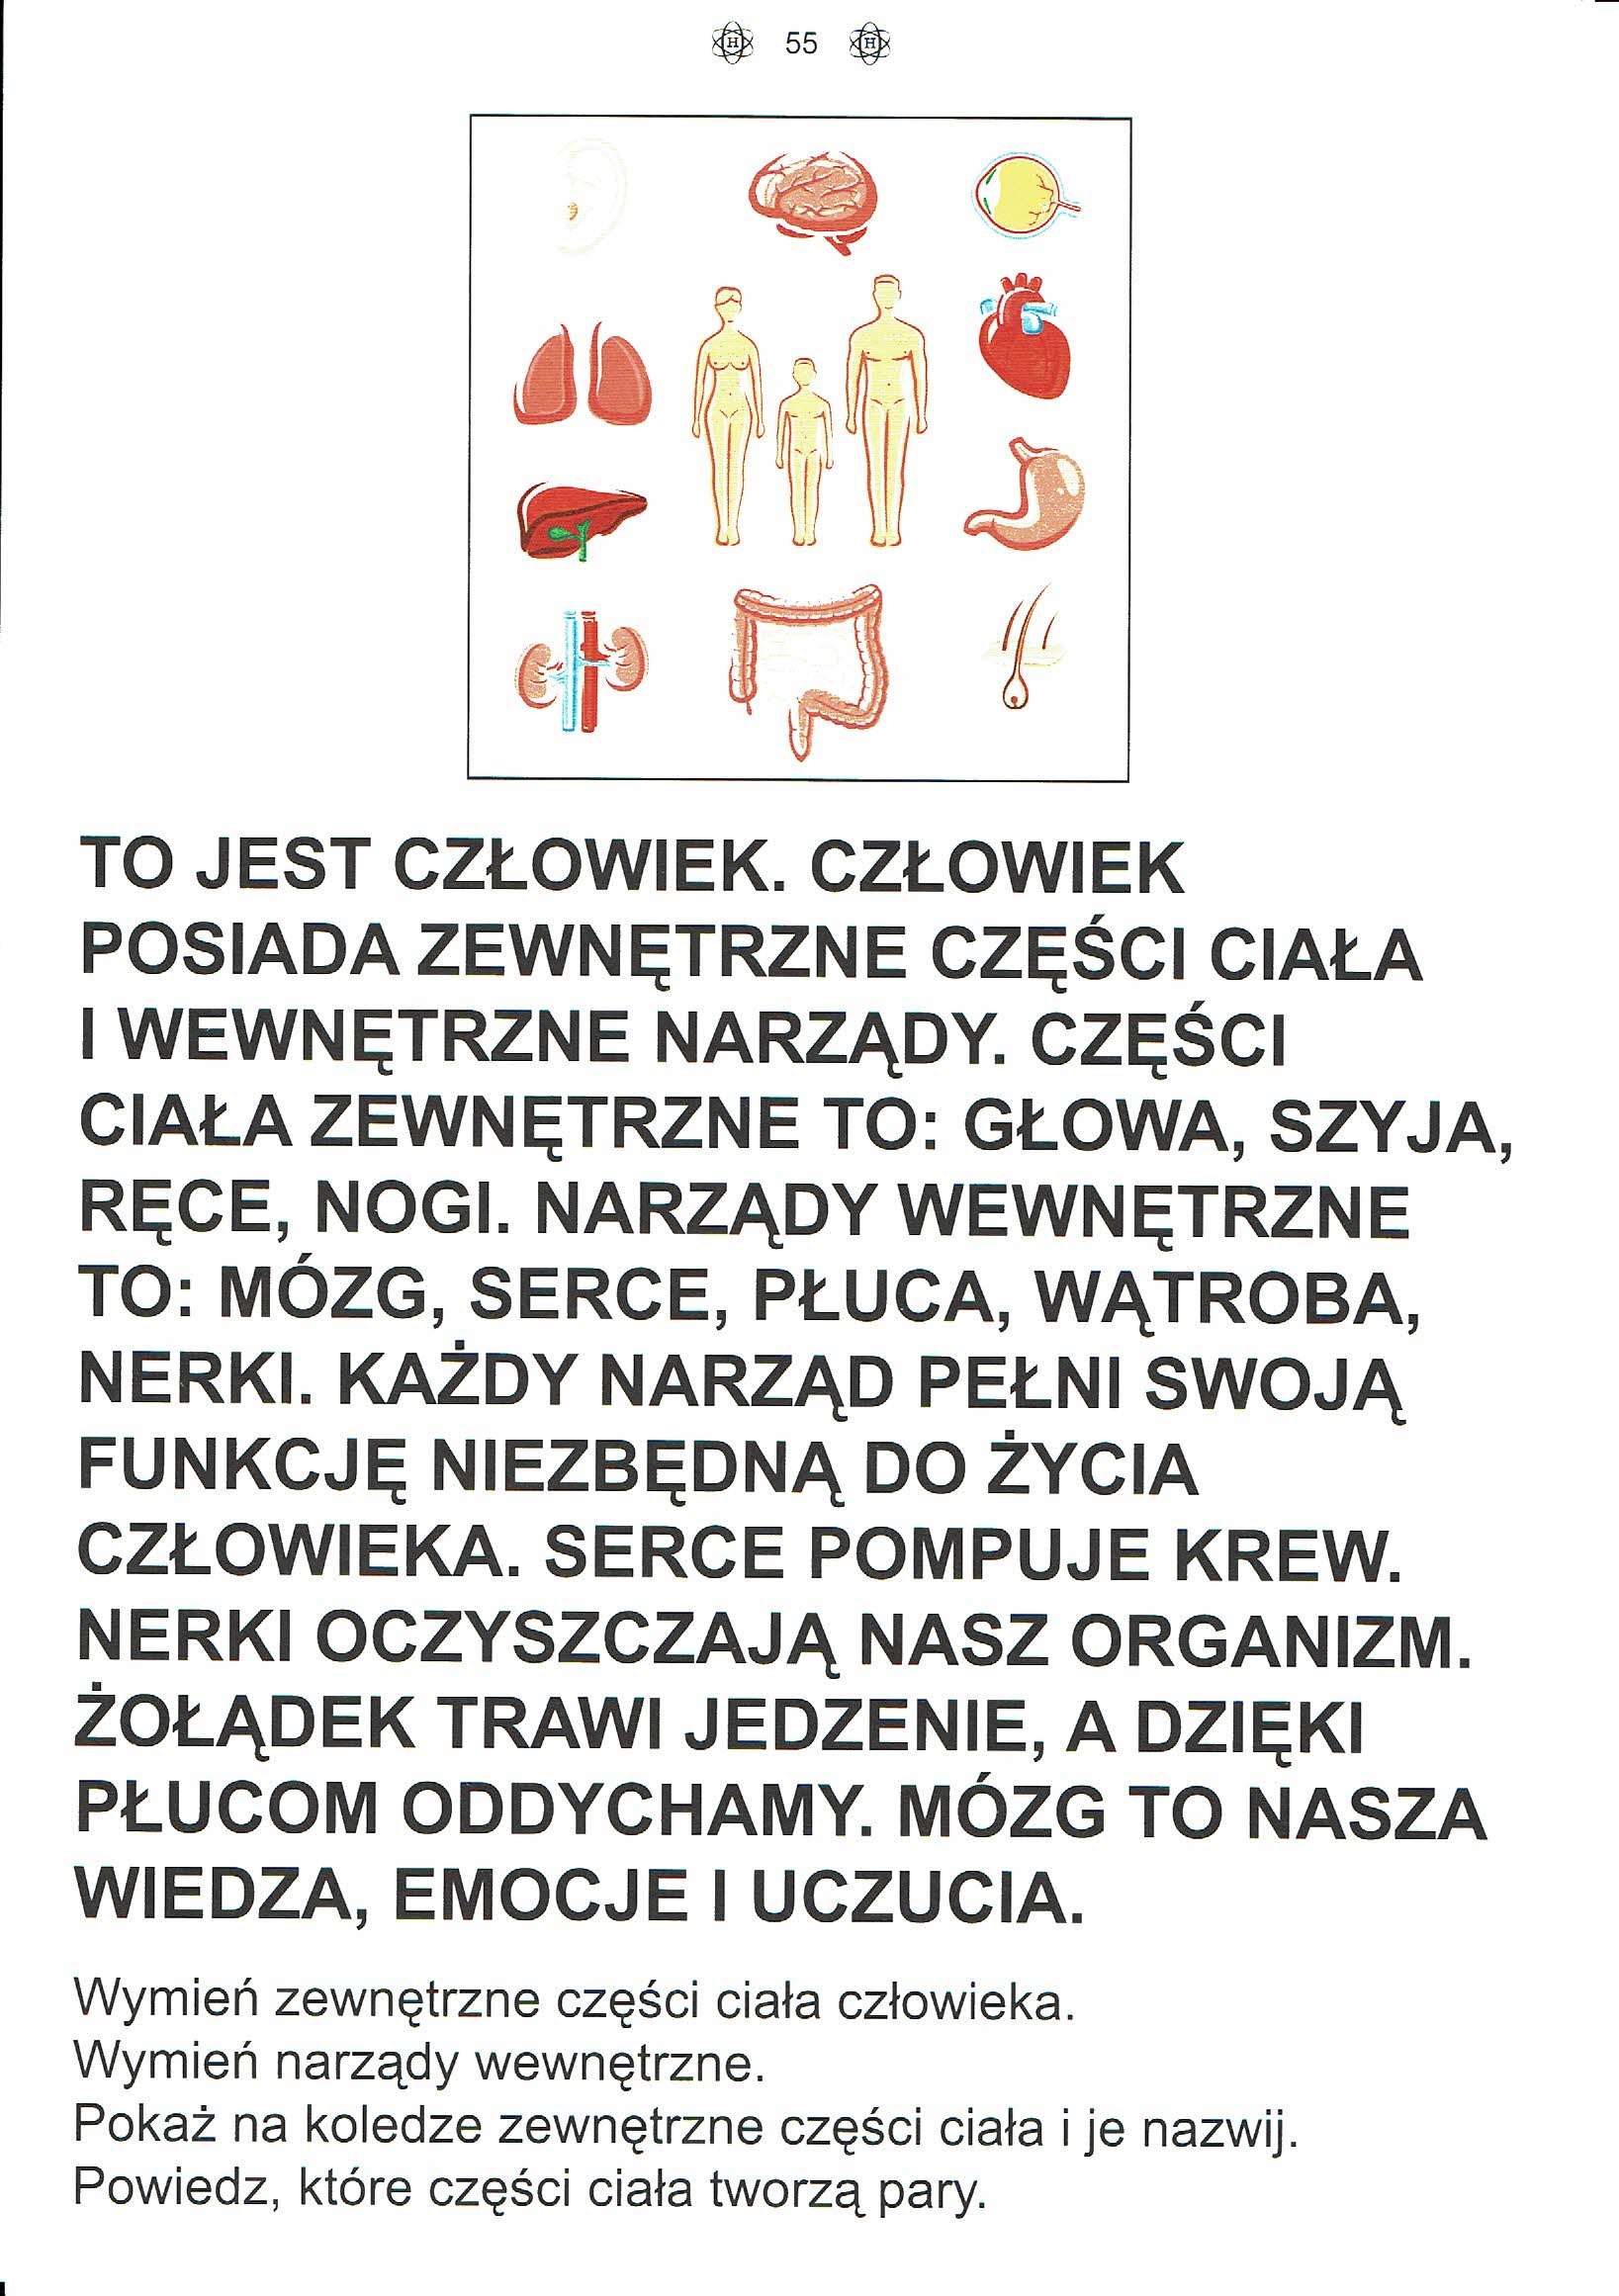 55
TO JEST CZŁOWIEK. CZŁOWIEK
POSIADA ZEWNĘTRZNE CZĘŚCI CIAŁA
I WEWNĘTRZNE NARZĄDY. CZĘŚCI
CIAŁA ZEWNĘTRZNE TO: GŁOWA, SZYJA,
RĘCE, NOGI. NARZĄDY WEWNĘTRZNE
TO: MÓZG, SERCE, PŁUCA, WĄTROBA,
NERKI. KAŻDY NARZĄD PEŁNI SWOJĄ
FUNKCJĘ NIEZBĘDNĄ DO ŻYCIA
CZŁOWIEKA. SERCE POMPUJE KREW.
NERKI OCZYSZCZAJĄ NASZ ORGANIZM.
ŻOŁĄDEK TRAWI JEDZENIE, A DZIĘKI
PŁUCOM ODDYCHAMY. MÓZG TO NASZA
WIEDZA, EMOCJE I UCZUCIA.
Wymień zewnętrzne części ciała człowieka.
Wymień narządy wewnętrzne.
Pokaż na koledze zewnętrzne części ciała i je nazwij.
Powiedz, które części ciała tworzą pary.